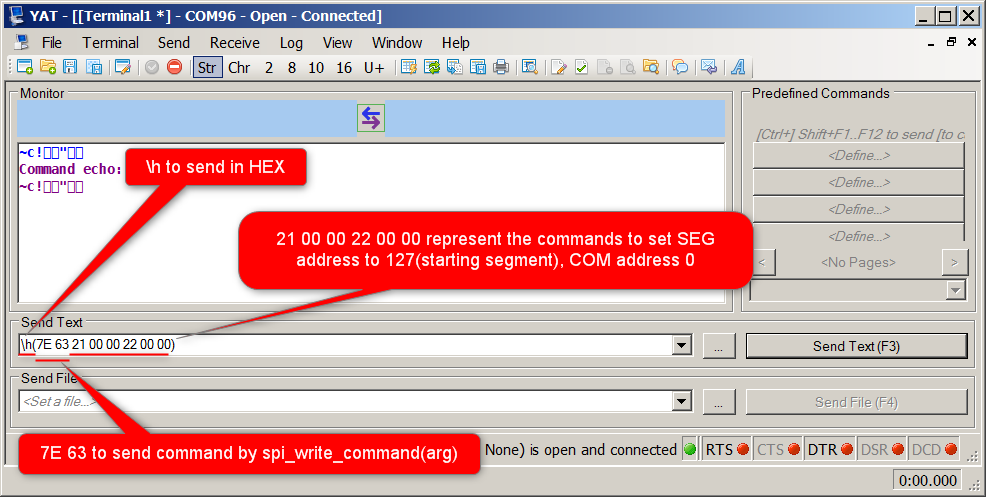 YAT - [[Terminal1 *] - COM96 - Open - Connected]
File Terminal Send Receive Log View Window Help
Str Chr 2 8 10 16 U+
Monitor
Predefined Commands
[Ctrl+] Shift+F1..F12 to send [to c
~c!□□"□□
Command echo:
~c!□□"□□
\h to send in HEX
<Define...>
<Define...>
<Define...>
<Define...>
21 00 00 22 00 00 represent the commands to set SEG
address to 127(starting segment), COM address 0
< <No Pages> >
Send Text
\h(7E 63 21 00 00 22 00 00)
... Send Text (F3)
Send File
<Set a file...>
... Send File (F4)
7E 63 to send command by spi_write_command(arg)
None) is open and connected RTS CTS DTR DSR DCD
0:00.000